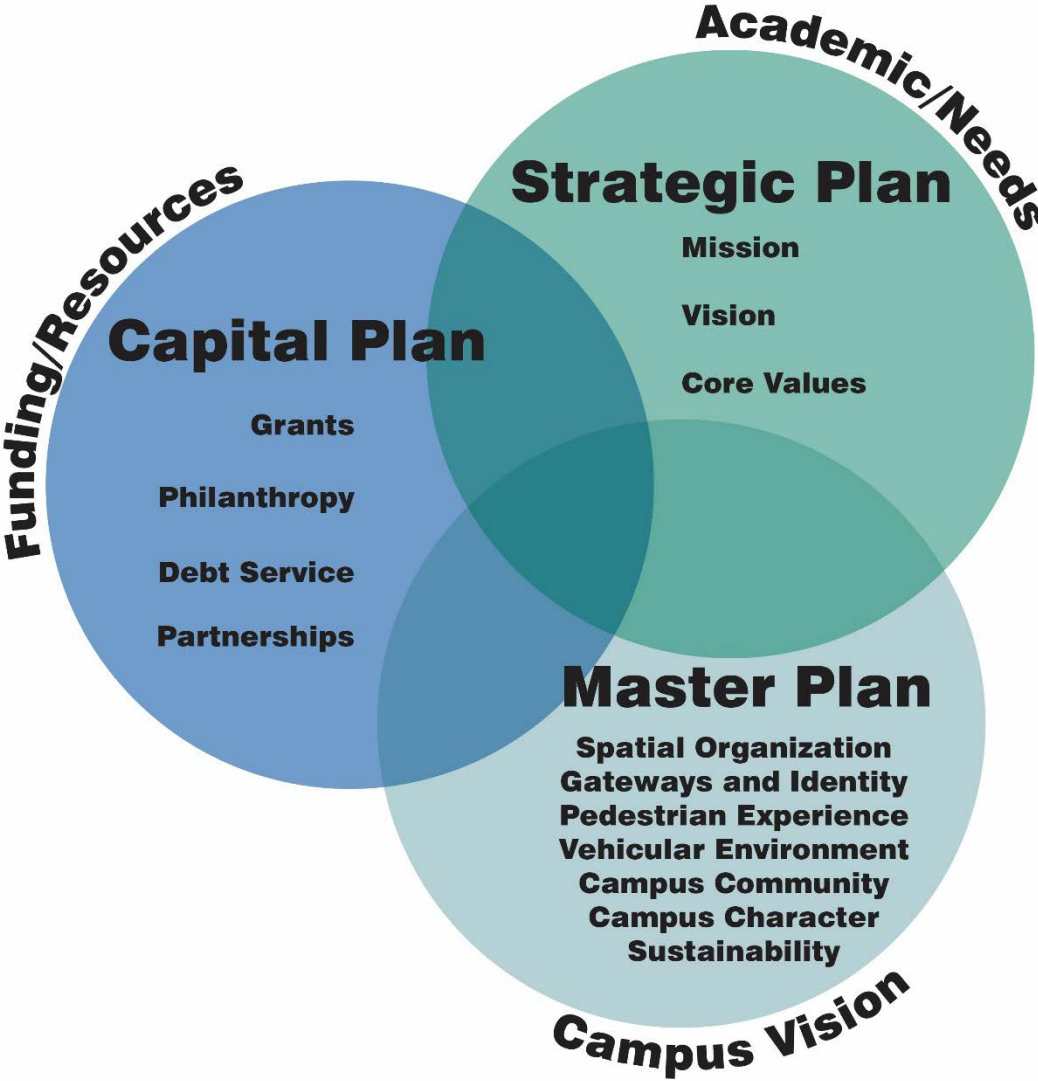 Academic/Needs
Strategic Plan
Mission
Vision
Core Values
Funding/Resources
Capital Plan
Grants
Philanthropy
Debt Service
Partnerships
Master Plan
Spatial Organization
Gateways and Identity
Pedestrian Experience
Vehicular Environment
Campus Community
Campus Character
Sustainability
Campus Vision